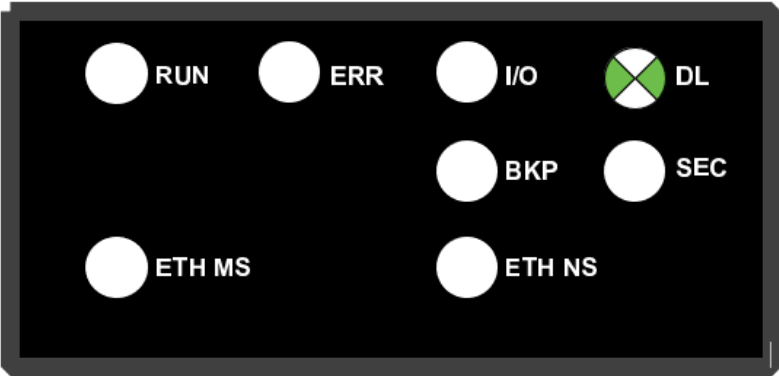 RUN ERR I/O DL
BKP SEC
ETH MS ETH NS